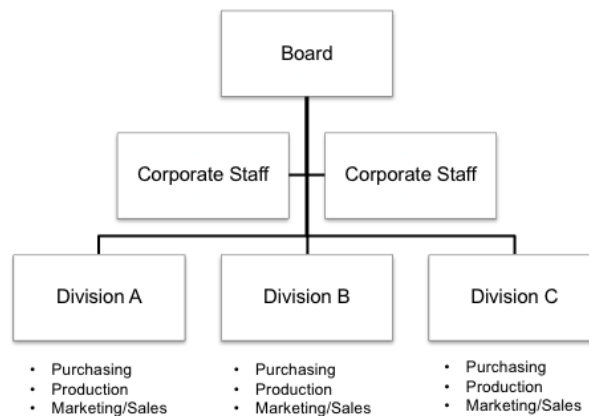 Board
Corporate Staff
Corporate Staff
Division A
Division B
Division C
• Purchasing
• Production
• Marketing/Sales
• Purchasing
• Production
• Marketing/Sales
• Purchasing
• Production
• Marketing/Sales